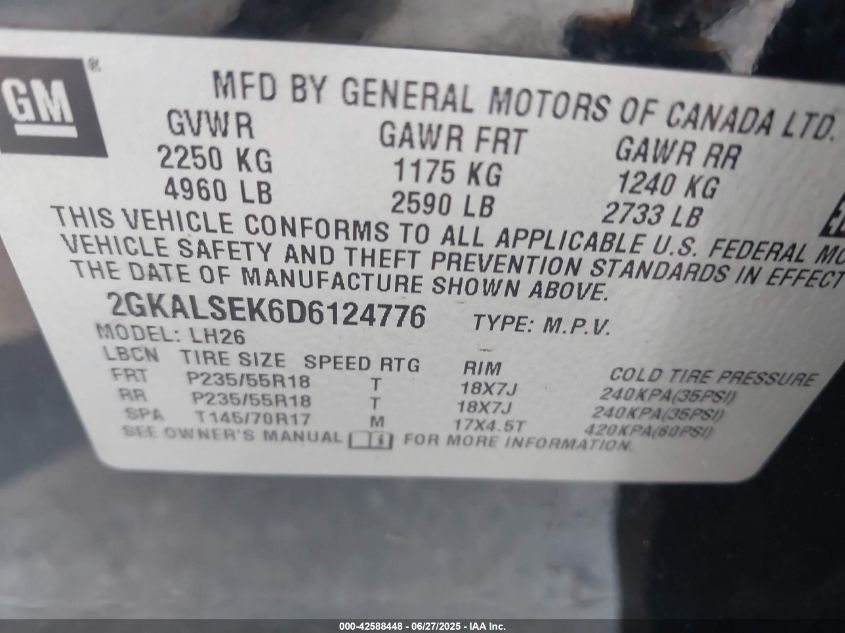 GM ®
MFD BY GENERAL MOTORS OF CANADA LTD.
GVWR GAWR FRT GAWR RR
2250 KG 1175 KG 1240 KG
4960 LB 2590 LB 2733 LB
THIS VEHICLE CONFORMS TO ALL APPLICABLE U.S. FEDERAL
VEHICLE SAFETY AND THEFT PREVENTION STANDARDS IN EFFECT
THE DATE OF MANUFACTURE SHOWN ABOVE.
2GKALSEK6D6124776 TYPE: M.P.V.
MODEL: LH26
LBCN TIRE SIZE SPEED RTG RIM COLD TIRE PRESSURE
FRT P235/55R18 T 18X7J 240KPA(35PSI)
RR P235/55R18 T 18X7J 240KPA(35PSI)
SPA T145/70R17 M 17X4.5T 420KPA(60PSI)
SEE OWNER'S MANUAL FOR MORE INFORMATION.
000-42588448 - 06/27/2025 - IAA Inc.